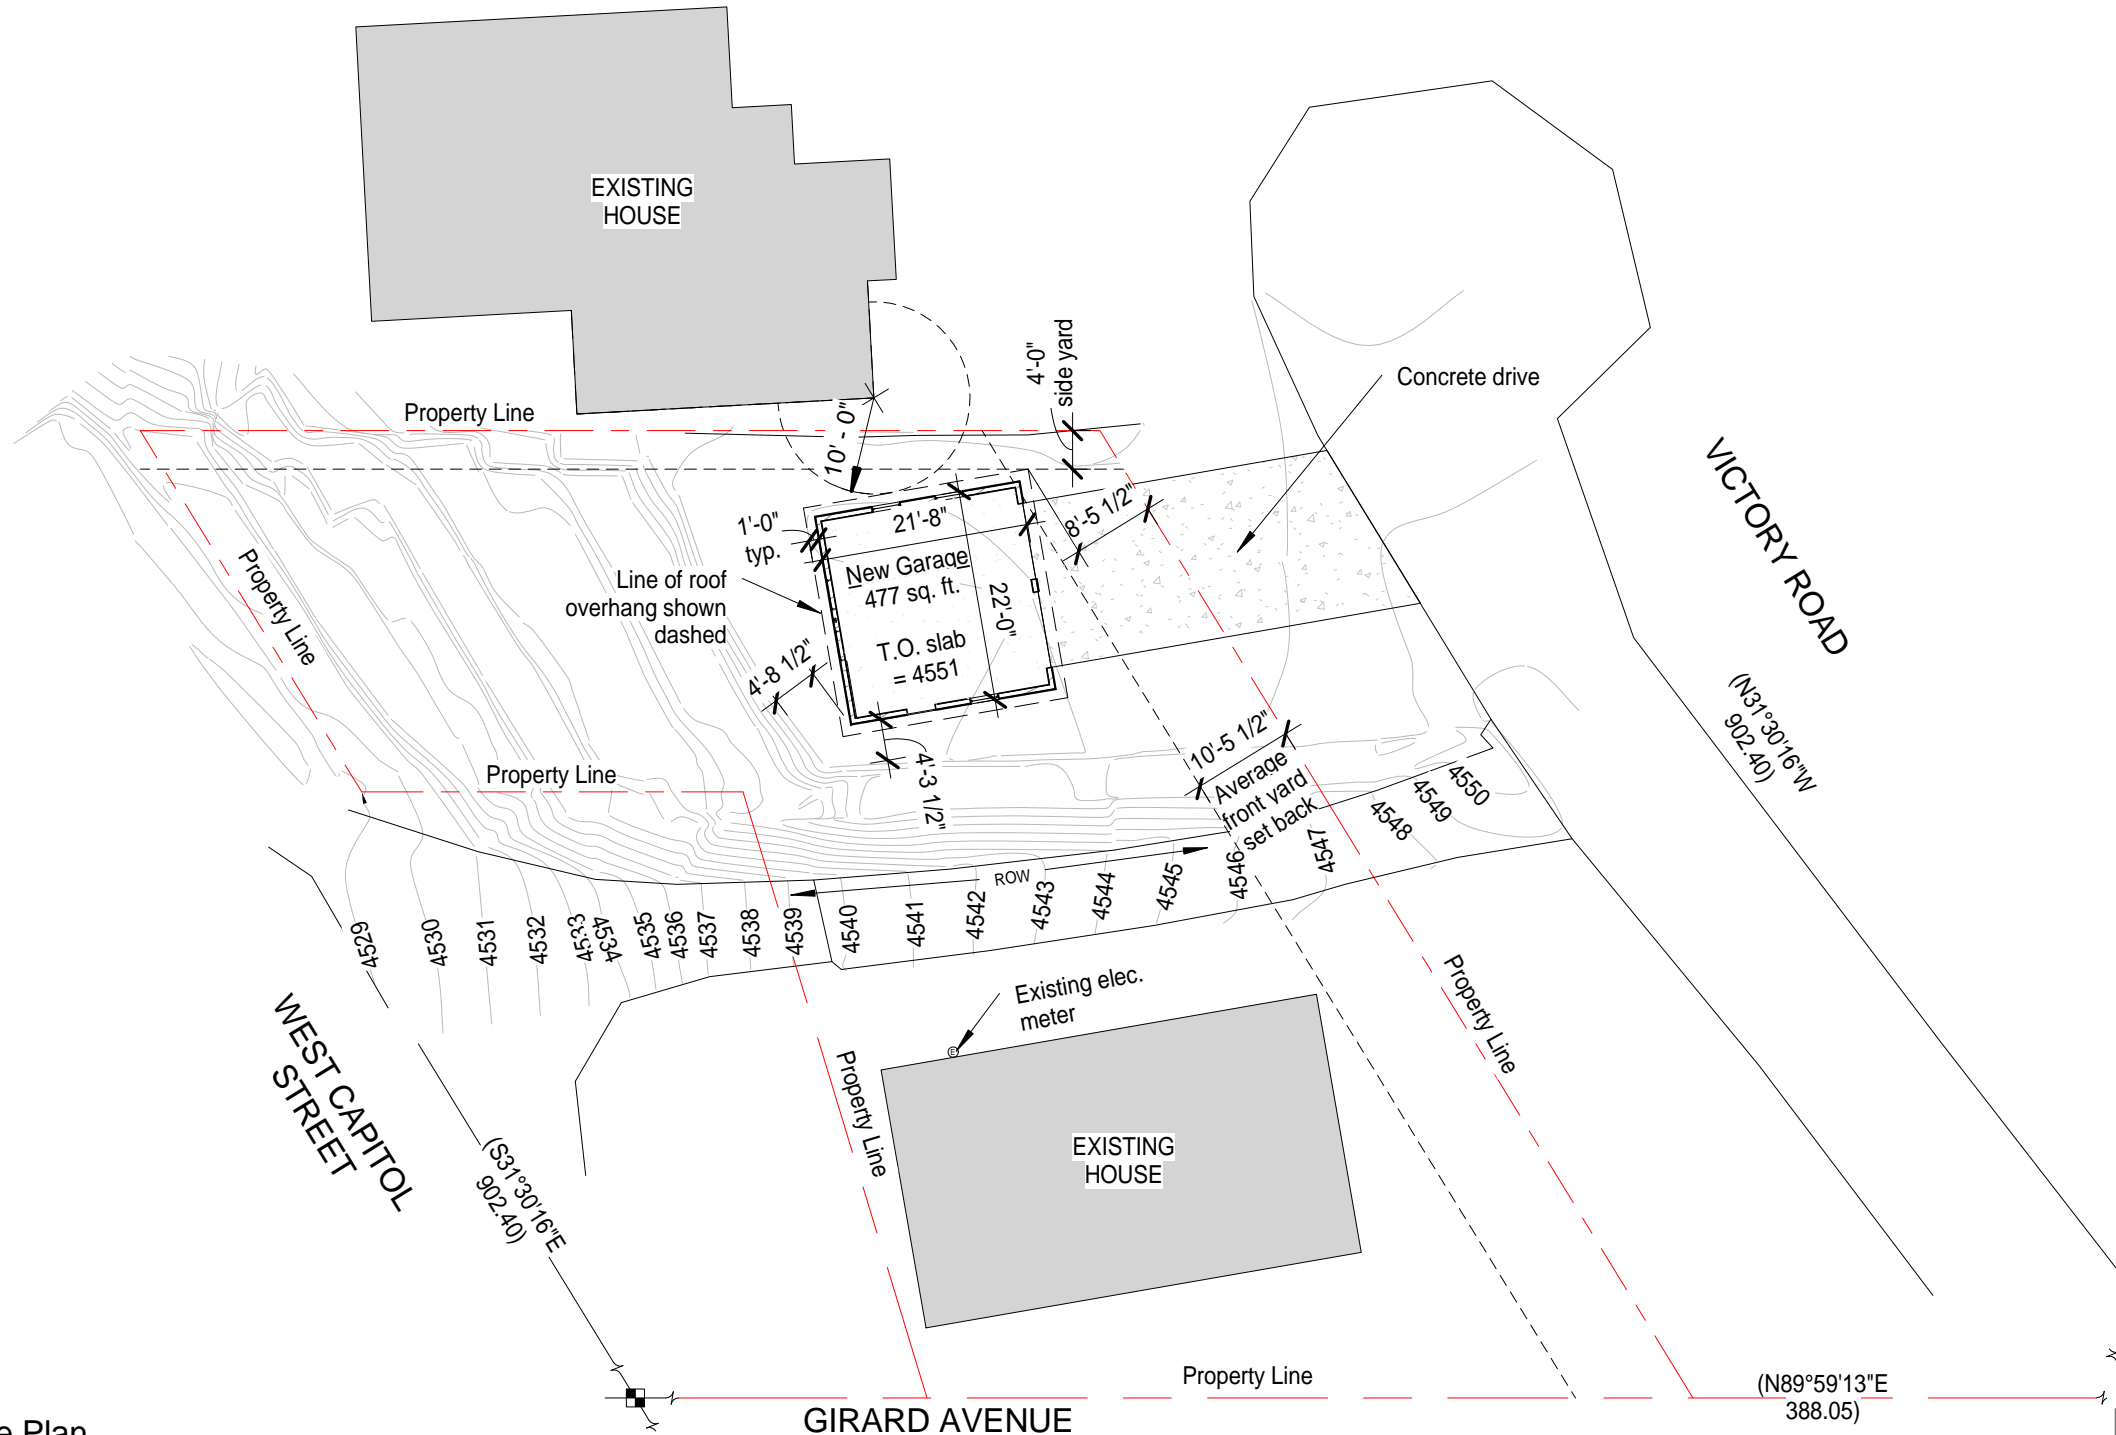 EXISTING
HOUSE
Property Line
10' - 0"
4'-0"
side yard
Concrete drive
VICTORY ROAD
1'-0"
typ.
21'-8"
8'-5 1/2"
New Garage
477 sq. ft.
22'-0"
Line of roof
overhang shown
dashed
Property Line
T.O. slab
= 4551
4'-8 1/2"
(N31°30'16"W
902.40)
10'-5 1/2"
Average
front yard
set back
Property Line
4'-3 1/2"
4550
4549
4548
4547
4546
4545
4544
4543
4542
4541
4540
4539
4538
4537
4536
4535
4534
4533
4532
4531
4530
4529
ROW
Existing elec.
meter
E
Property Line
WEST CAPITOL
STREET
Property Line
EXISTING
HOUSE
(S31°30'16"E
902.40)
Property Line
(N89°59'13"E
388.05)
GIRARD AVENUE
e Plan